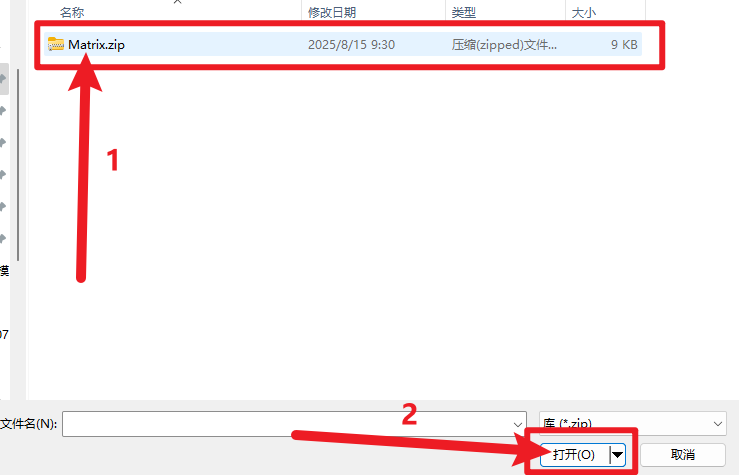 名称 修改日期 类型 大小
Matrix.zip 2025/8/15 9:30 压缩(zipped)文件... 9 KB
1
模
07
2
文件名(N): 库 (*.zip)
打开(O) 取消